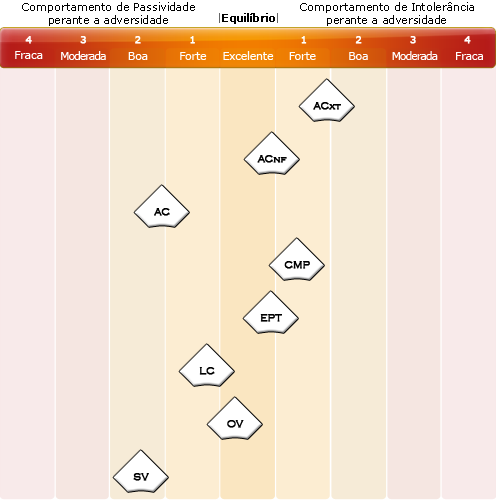 Comportamento de Passividade
perante a adversidade
|Equilíbrio|
Comportamento de Intolerância
perante a adversidade
4 3 2 1 1 2 3 4
Fraca Moderada Boa Forte Excelente Forte Boa Moderada Fraca
ACXT
ACNF
AC
CMP
EPT
LC
OV
SV